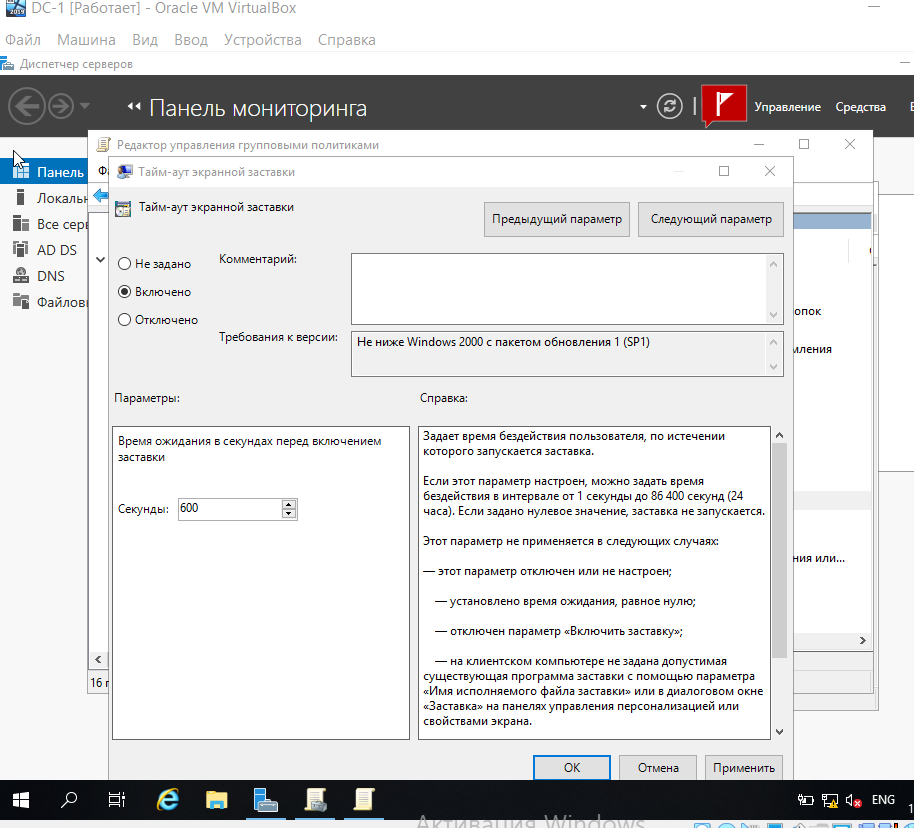 DC-1 [Работает] - Oracle VM VirtualBox
Файл Машина Вид Ввод Устройства Справка
Диспетчер серверов
Панель мониторинга
Управление Средства
Редактор управления групповыми политиками
Тайм-аут экранной заставки
Панель
Локальн
Все сер
AD DS
DNS
Файлов
Тайм-аут экранной заставки
Предыдущий параметр Следующий параметр
Не задано
Включено
Отключено
Комментарий:
Требования к версии:
Не ниже Windows 2000 с пакетом обновления 1 (SP1)
Параметры:
Справка:
Время ожидания в секундах перед включением
заставки
Секунды: 600
Задает время бездействия пользователя, по истечении
которого запускается заставка.
Если этот параметр настроен, можно задать время
бездействия в интервале от 1 секунды до 86 400 секунд (24
часа). Если задано нулевое значение, заставка не запускается.
Этот параметр не применяется в следующих случаях:
— этот параметр отключен или не настроен;
— установлено время ожидания, равное нулю;
— отключен параметр «Включить заставку»;
— на клиентском компьютере не задана допустимая
существующая программа заставки с помощью параметра
«Имя исполняемого файла заставки» или в диалоговом окне
«Заставка» на панелях управления персонализацией или
свойствами экрана.
опок
мления
ния или...
16 г
OK Отмена Применить
ENG
Активация Windows